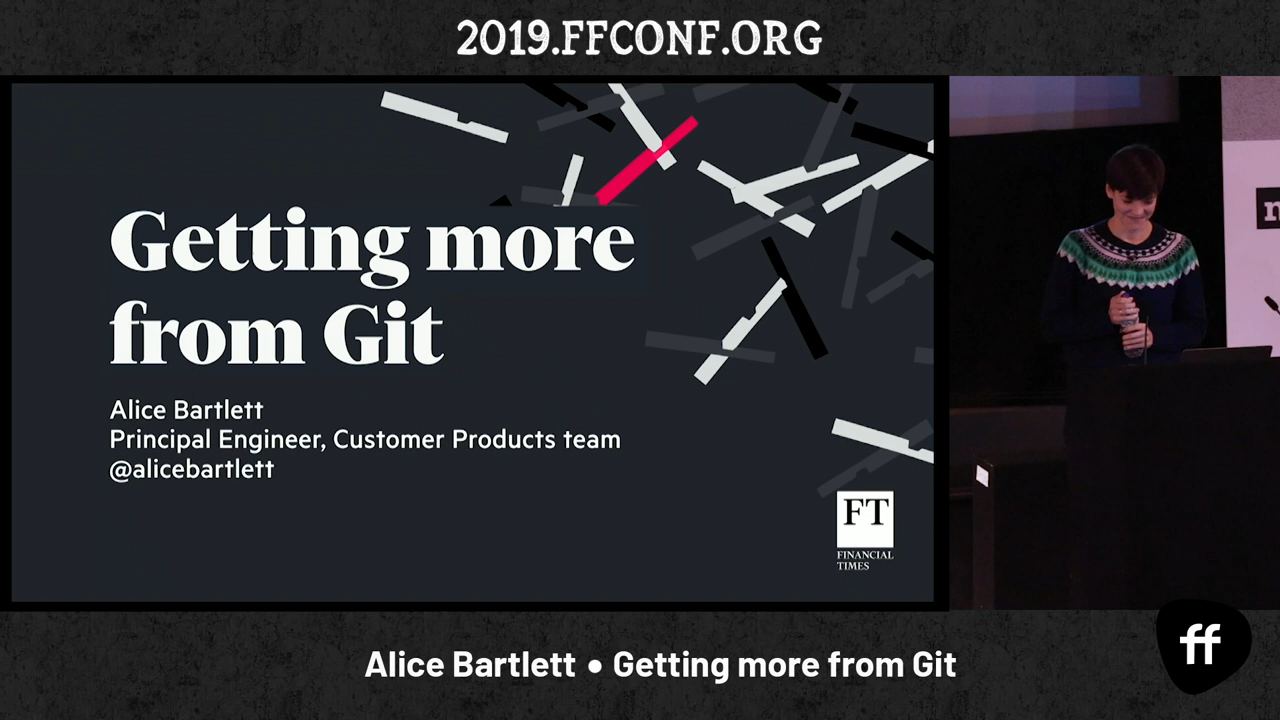 2019.FFCONF.ORG
Getting more
from Git
Alice Bartlett
Principal Engineer, Customer Products team
@alicebartlett
FT
FINANCIAL
TIMES
Alice Bartlett • Getting more from Git
ff